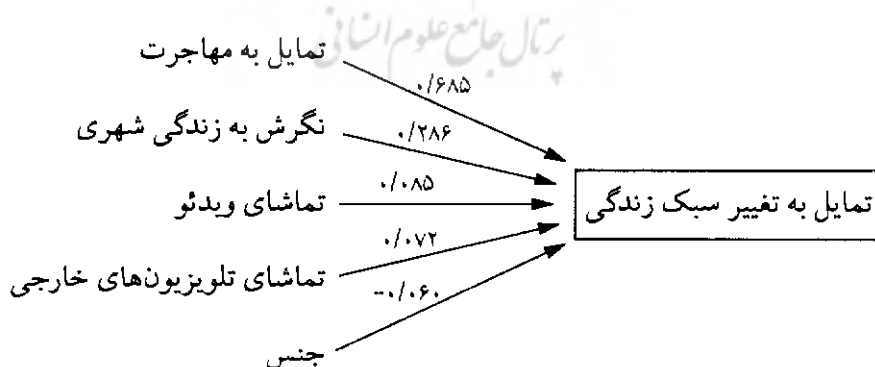 پرتال جامع علوم انسانی
تمایل به مهاجرت
۰/۶۸۵
نگرش به زندگی شهری
۰/۲۸۶
تماشای ویدئو
۰/۰۸۵
تمایل به تغییر سبک زندگی
تماشای تلویزیون‌های خارجی
۰/۰۷۲
جنس
-۰/۰۶۰